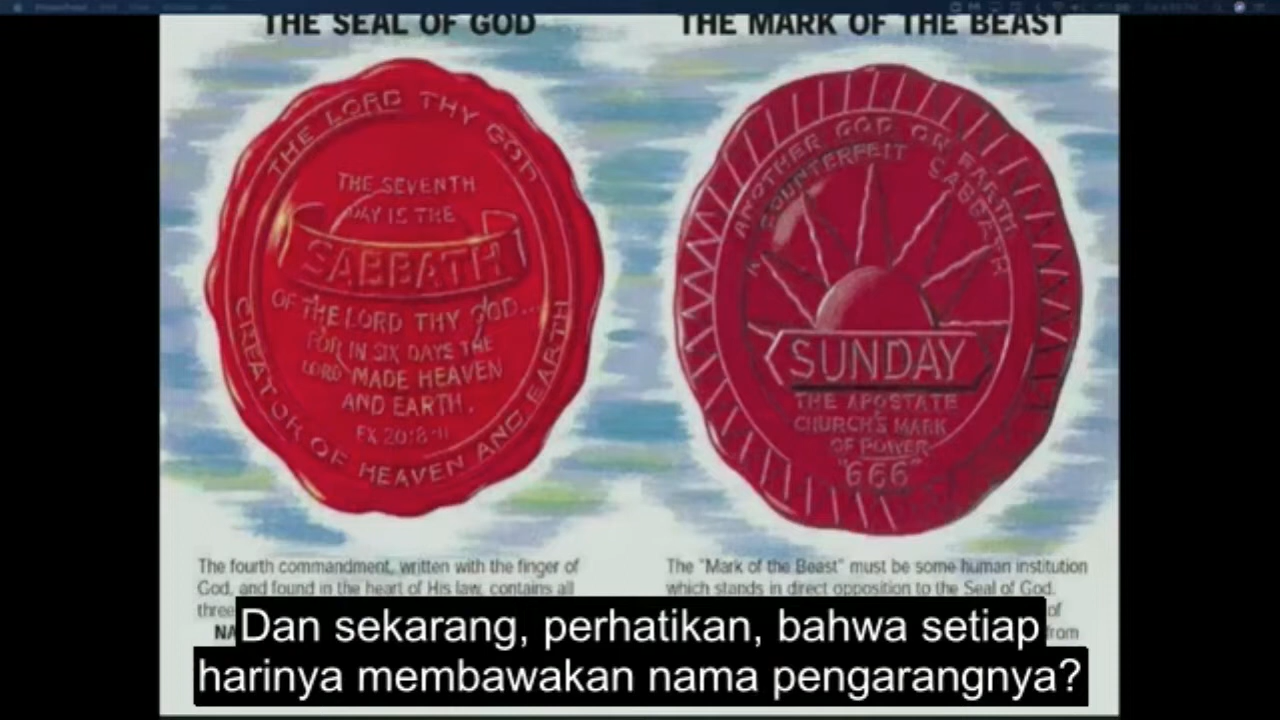 THE SEAL OF GOD
THE LORD THY GOD
THE SEVENTH
DAY IS THE
SABBATH
OF THE LORD THY GOD...
FOR IN SIX DAYS THE
LORD MADE HEAVEN
AND EARTH.
EX 20:8-11
CREATOR OF HEAVEN AND EARTH
The fourth commandment, written with the finger of
God, and found in the heart of His law, contains all
three
NA
THE MARK OF THE BEAST
ANOTHER GOD ON EARTH
A COUNTERFEIT SABBATH
SUNDAY
THE APOSTATE
CHURCH'S MARK
OF POWER
"666"
The "Mark of the Beast" must be some human institution
which stands in direct opposition to the Seal of God.
of
from
Dan sekarang, perhatikan, bahwa setiap
harinya membawakan nama pengarangnya?